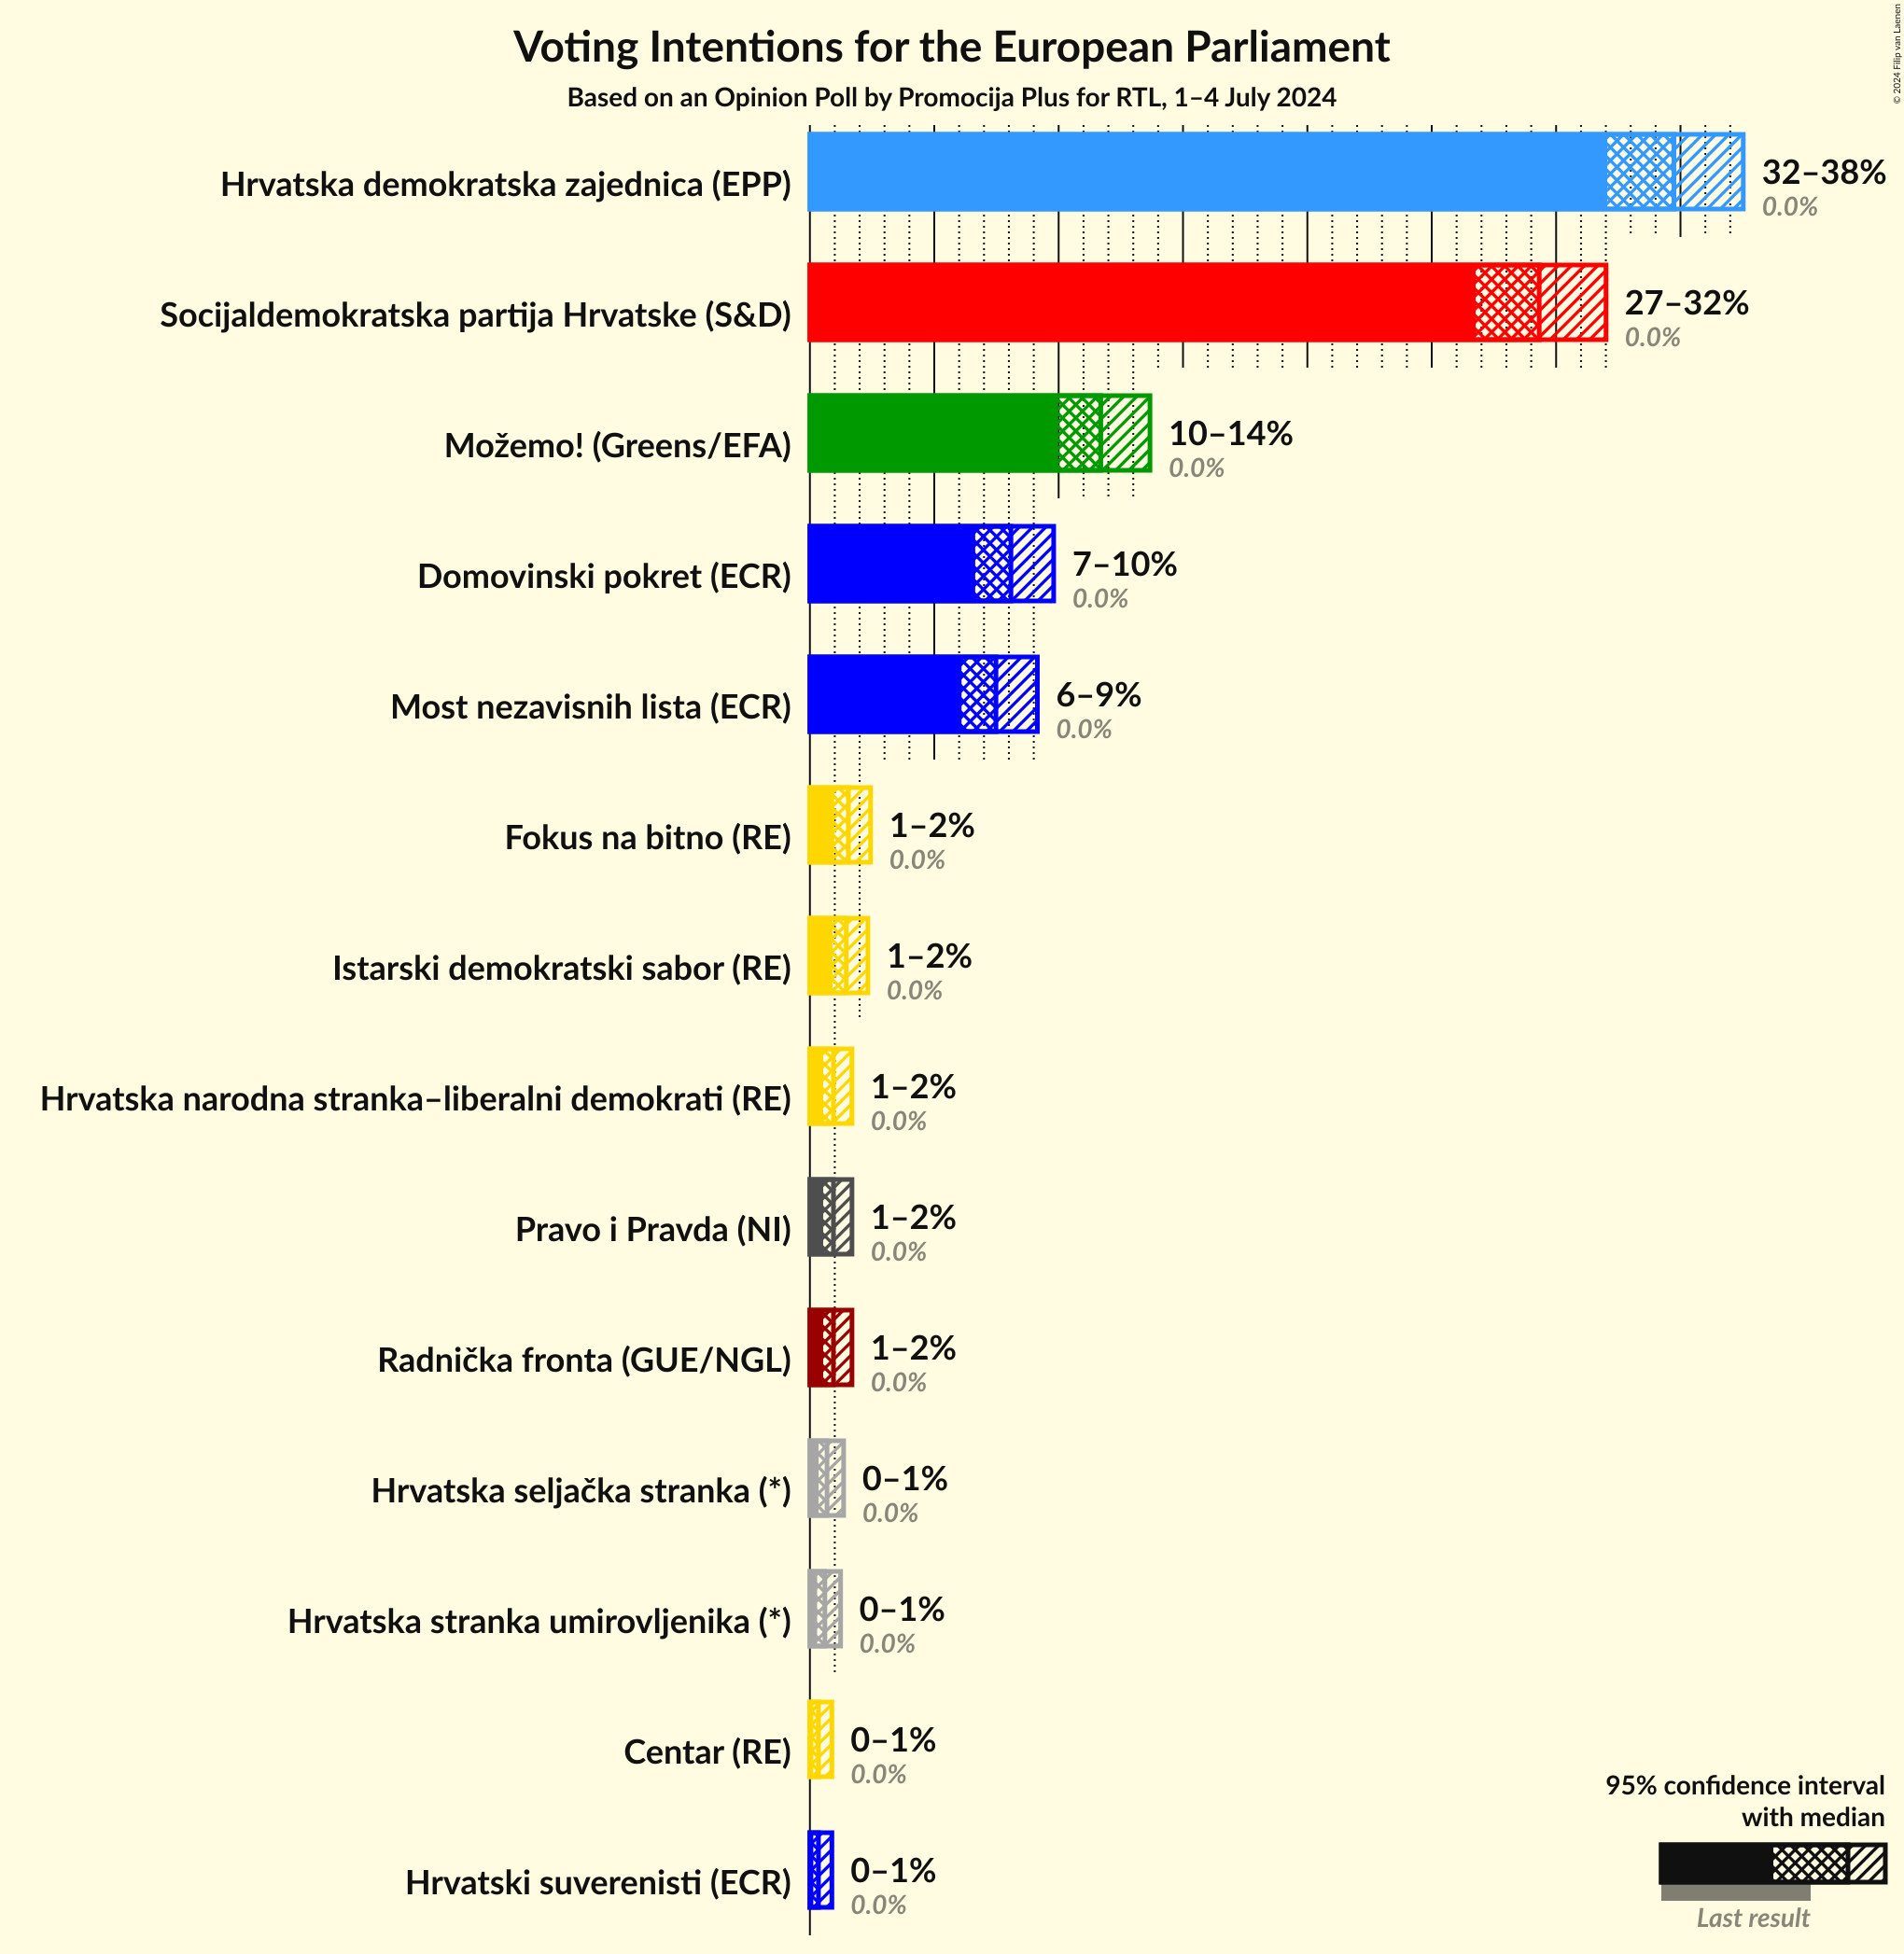 Voting Intentions for the European Parliament
Based on an Opinion Poll by Promocija Plus for RTL, 1–4 July 2024
© 2024 Filip van Laenen
Hrvatska demokratska zajednica (EPP)
32–38%
0.0%
Socijaldemokratska partija Hrvatske (S&D)
27–32%
0.0%
Možemo! (Greens/EFA)
10–14%
0.0%
Domovinski pokret (ECR)
7–10%
0.0%
Most nezavisnih lista (ECR)
6–9%
0.0%
Fokus na bitno (RE)
1–2%
0.0%
Istarski demokratski sabor (RE)
1–2%
0.0%
Hrvatska narodna stranka–liberalni demokrati (RE)
1–2%
0.0%
Pravo i Pravda (NI)
1–2%
0.0%
Radnička fronta (GUE/NGL)
1–2%
0.0%
Hrvatska seljačka stranka (*)
0–1%
0.0%
Hrvatska stranka umirovljenika (*)
0–1%
0.0%
Centar (RE)
0–1%
0.0%
Hrvatski suverenisti (ECR)
0–1%
0.0%
95% confidence interval
with median
Last result